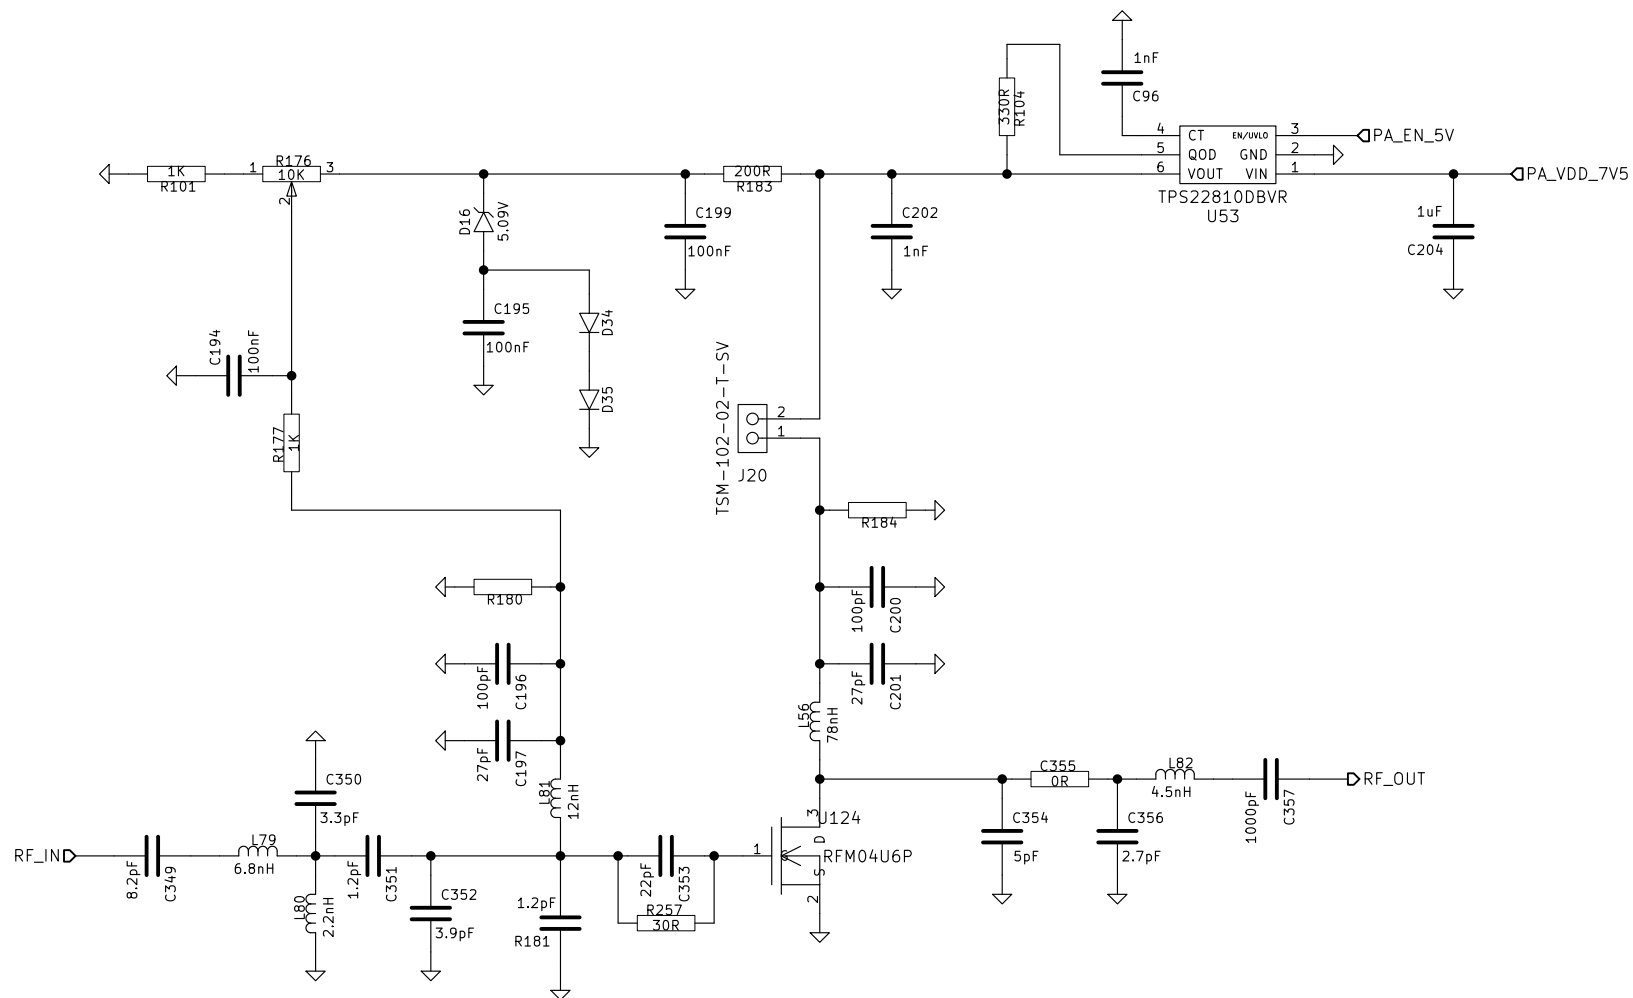 1nF
C96
330R
R104
4 CT EN/UVLO 3 PA_EN_5V
5 QOD GND 2
6 VOUT VIN 1 PA_VDD_7V5
TPS22810DBVR
U53
1K
R101
1 R176 3
10K
2
200R
R183
D16
5.09V
C199
100nF
C202
1nF
1uF
C204
C195
100nF
D34
D35
C194
100nF
R177
1K
TSM-102-02-T-SV
2
1
J20
R184
R180
100pF
C200
100pF
C196
27pF
C201
27pF
C197
L56
78nH
L81
12nH
C350
3.3pF
C355
0R
L82
4.5nH
1000pF
C357
RF_OUT
C354
5pF
C356
2.7pF
3
U124
D
1
G
RFM04U6P
S
2
RF_IN
8.2pF
C349
L79
6.8nH
1.2pF
C351
L80
2.2nH
C352
3.9pF
1.2pF
R181
22pF
C353
R257
30R